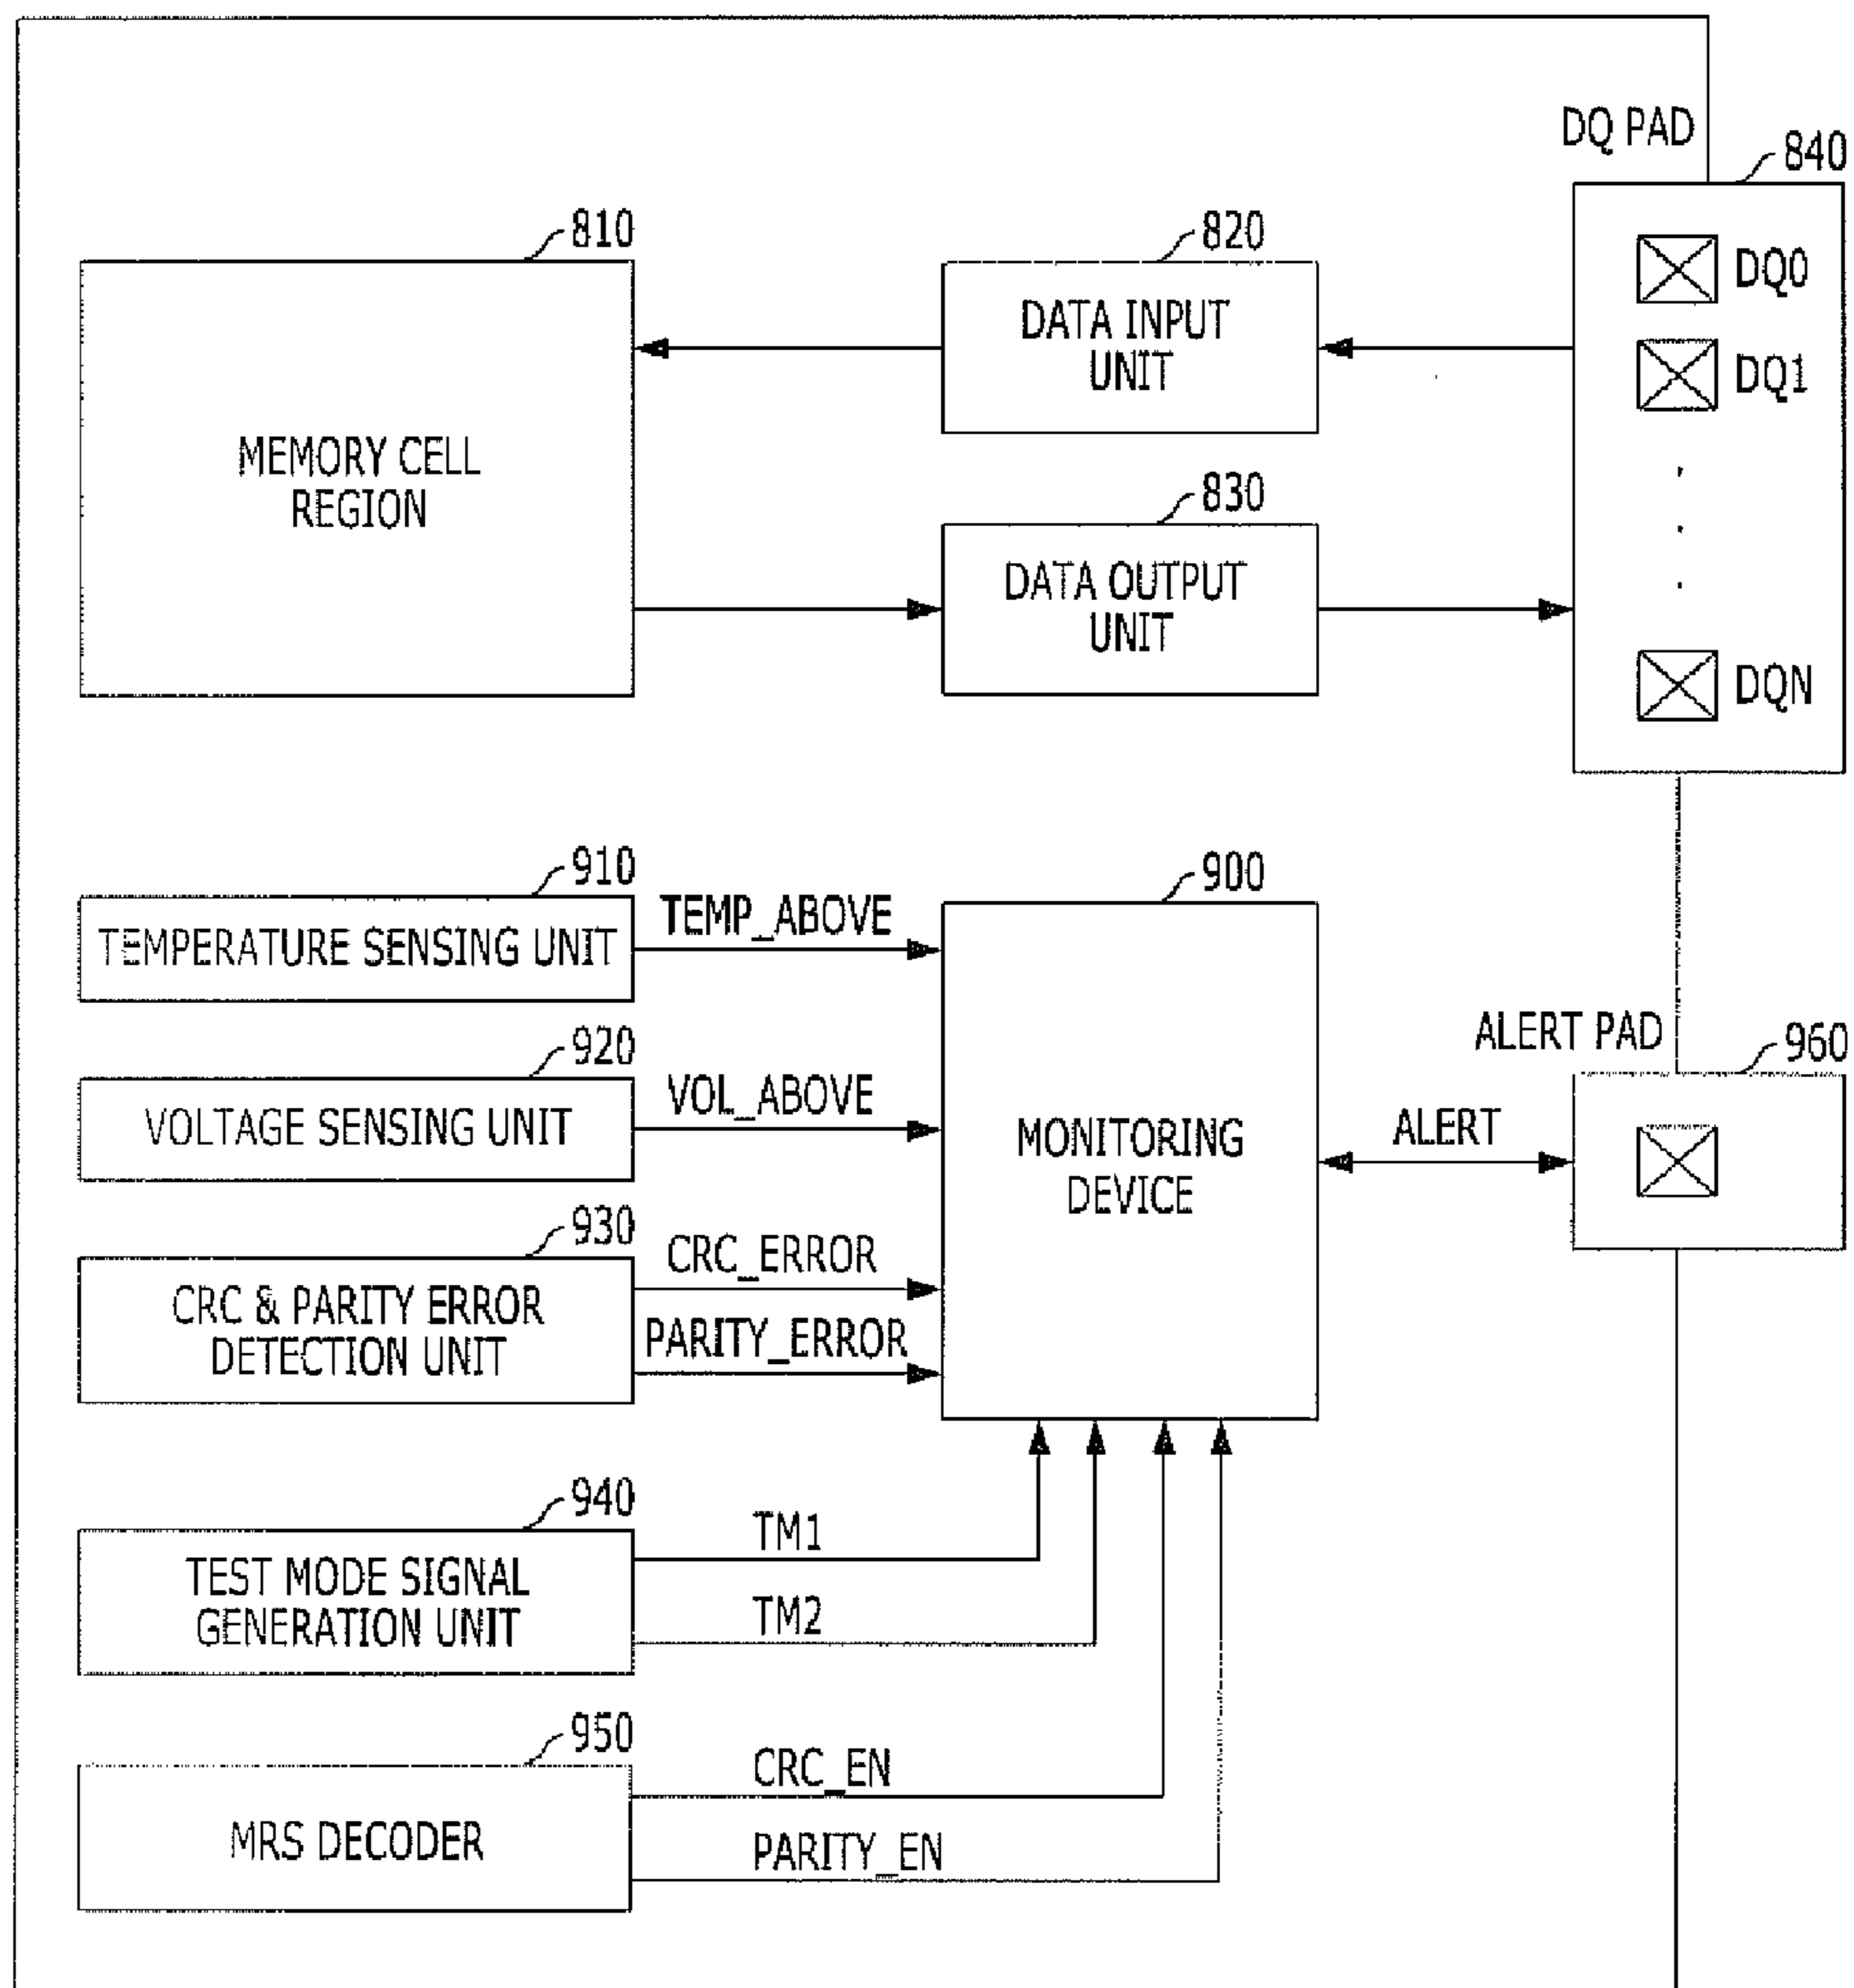 DQ PAD
840
810
820
DQ0
DATA INPUT
UNIT
DQ1
MEMORY CELL
REGION
830
DATA OUTPUT
UNIT
DQN
910
900
TEMP_ABOVE
TEMPERATURE SENSING UNIT
920
ALERT PAD
960
VOL_ABOVE
VOLTAGE SENSING UNIT
ALERT
MONITORING
DEVICE
930
CRC_ERROR
CRC & PARITY ERROR
DETECTION UNIT
PARITY_ERROR
940
TM1
TEST MODE SIGNAL
GENERATION UNIT
TM2
950
CRC_EN
MRS DECODER
PARITY_EN